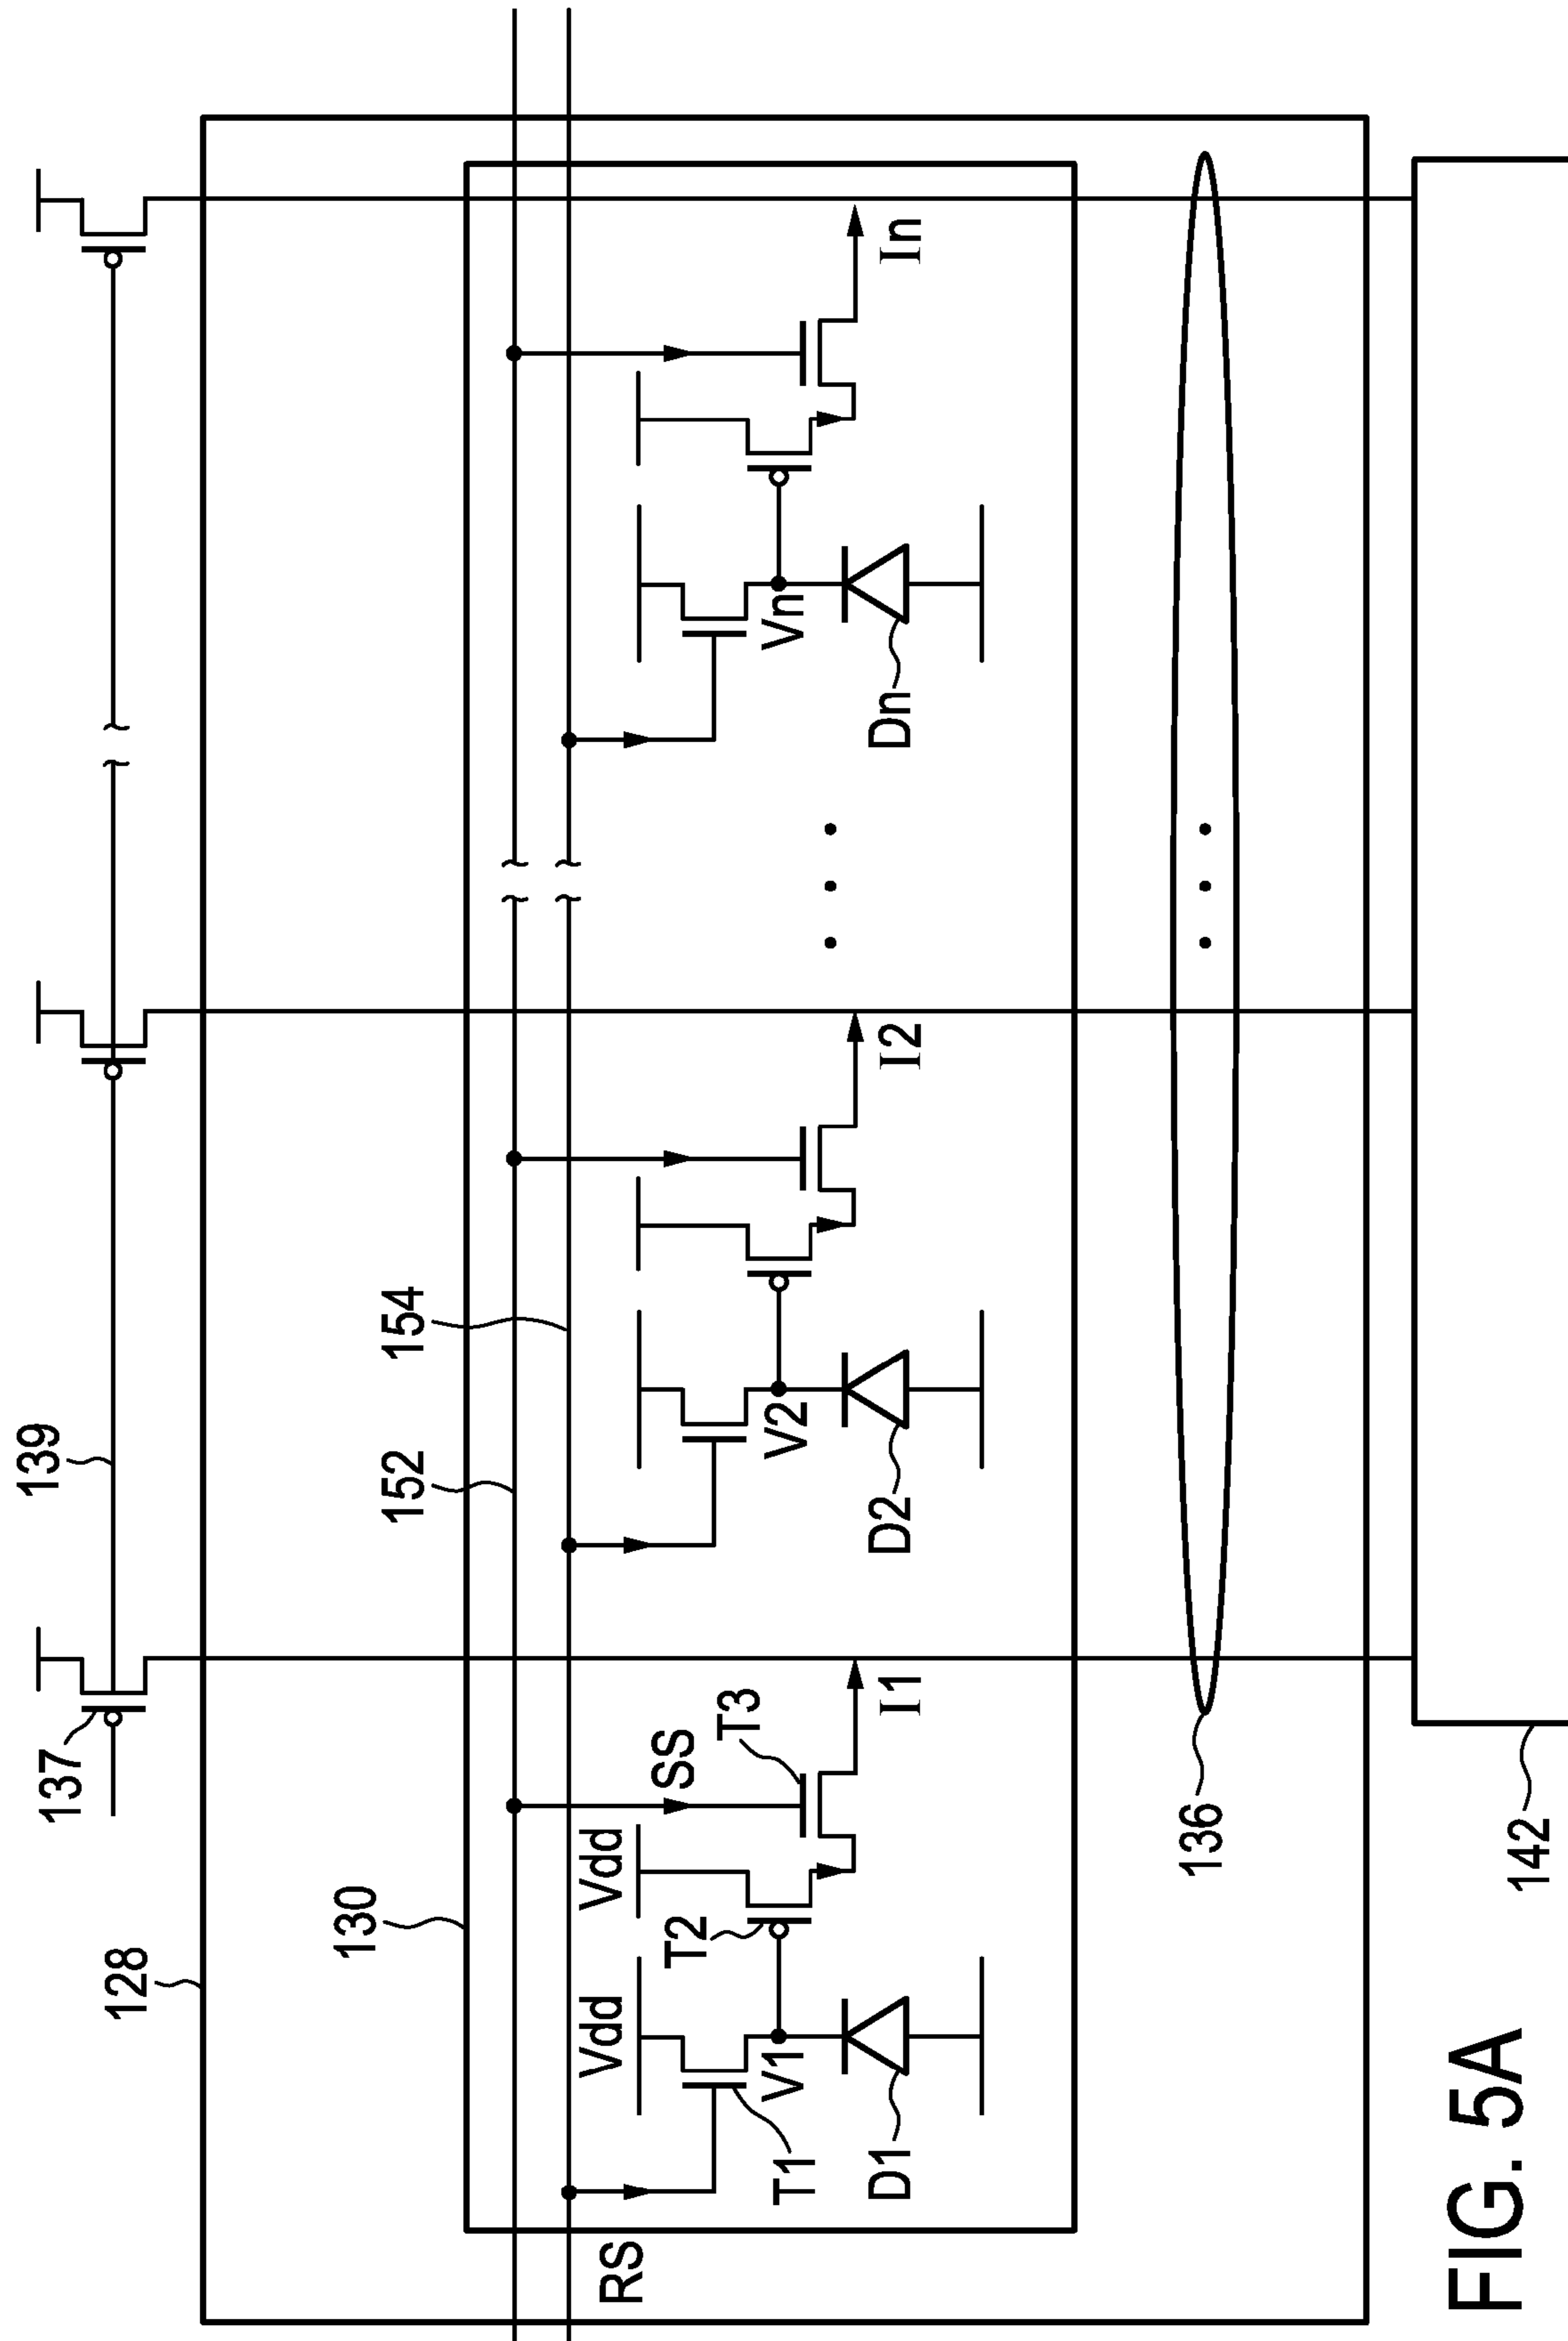 137
139
128
130
152
154
RS
Vdd
Vdd
SS
T2
T3
T1
V1
V2
Vn
D1
I1
D2
I2
Dn
In
136
142
FIG. 5A